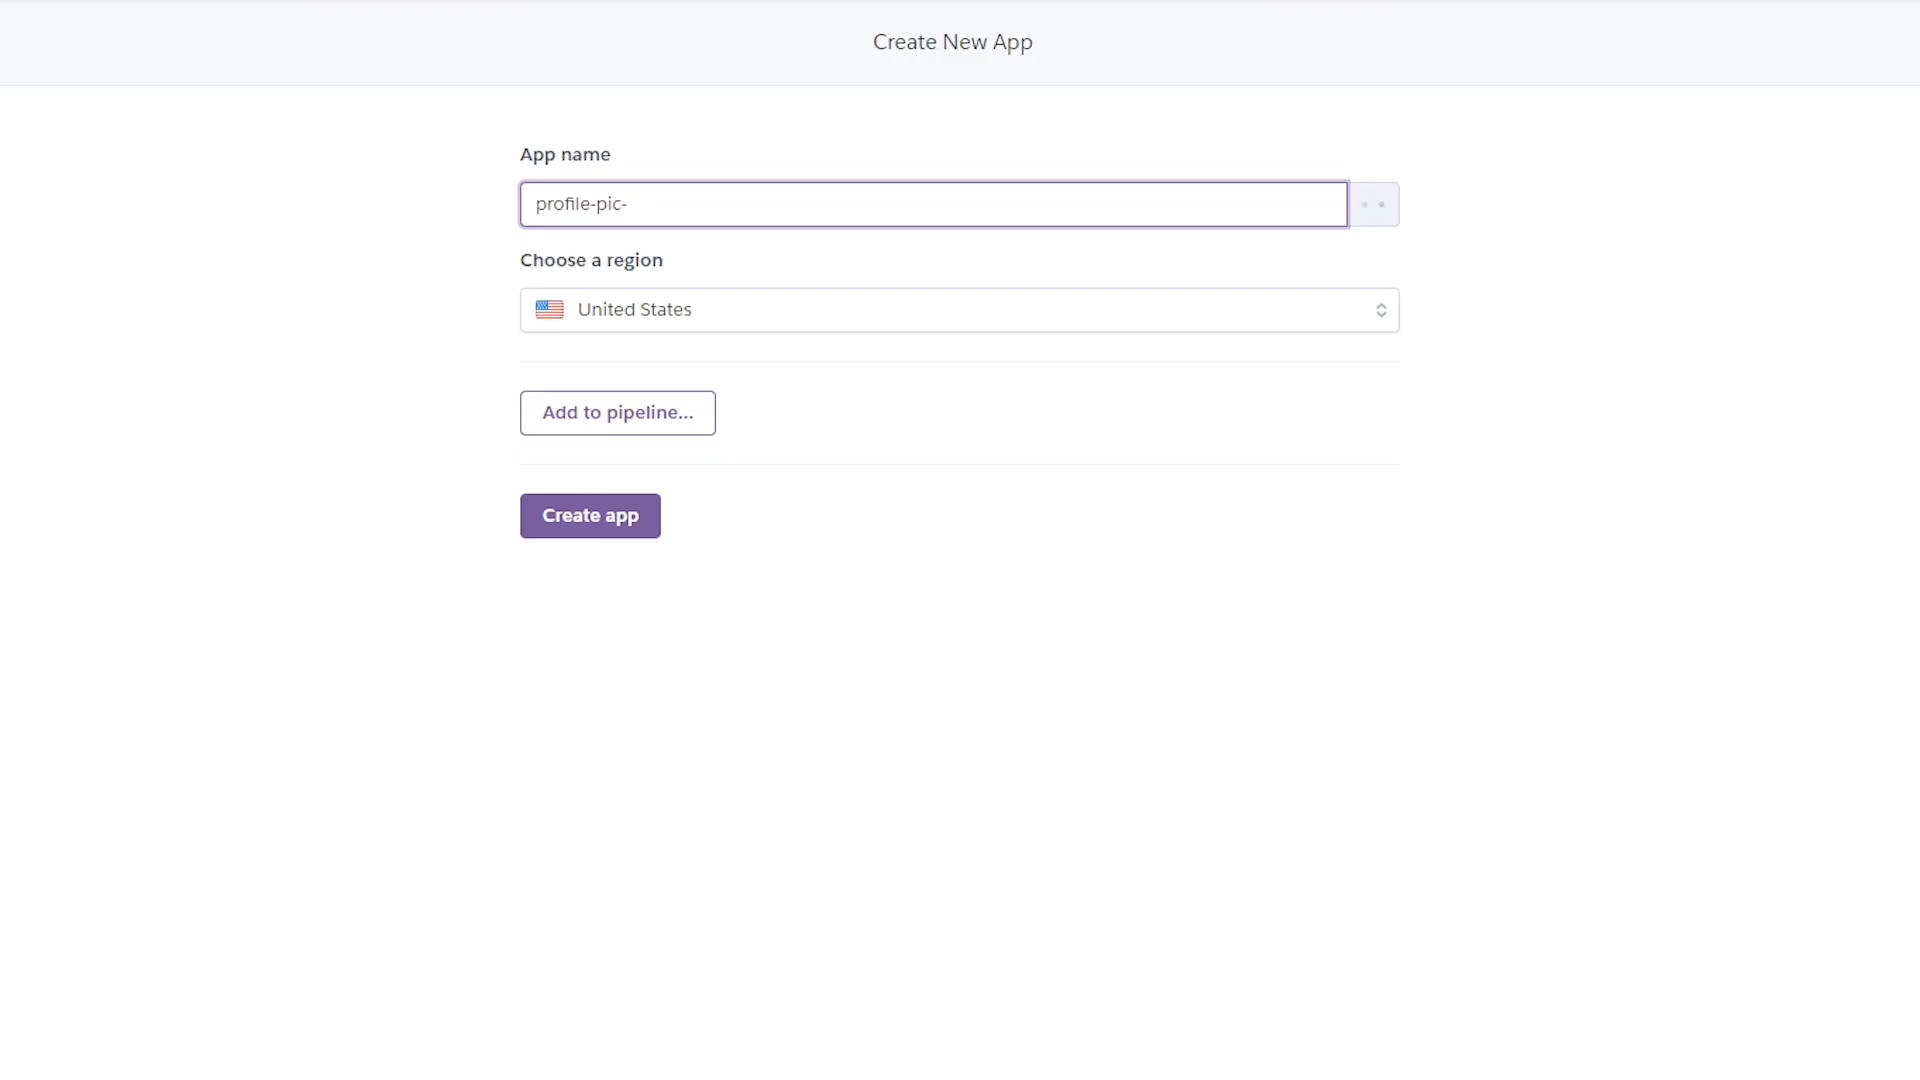 Create New App
App name
profile-pic-
Choose a region
United States
Add to pipeline...
Create app